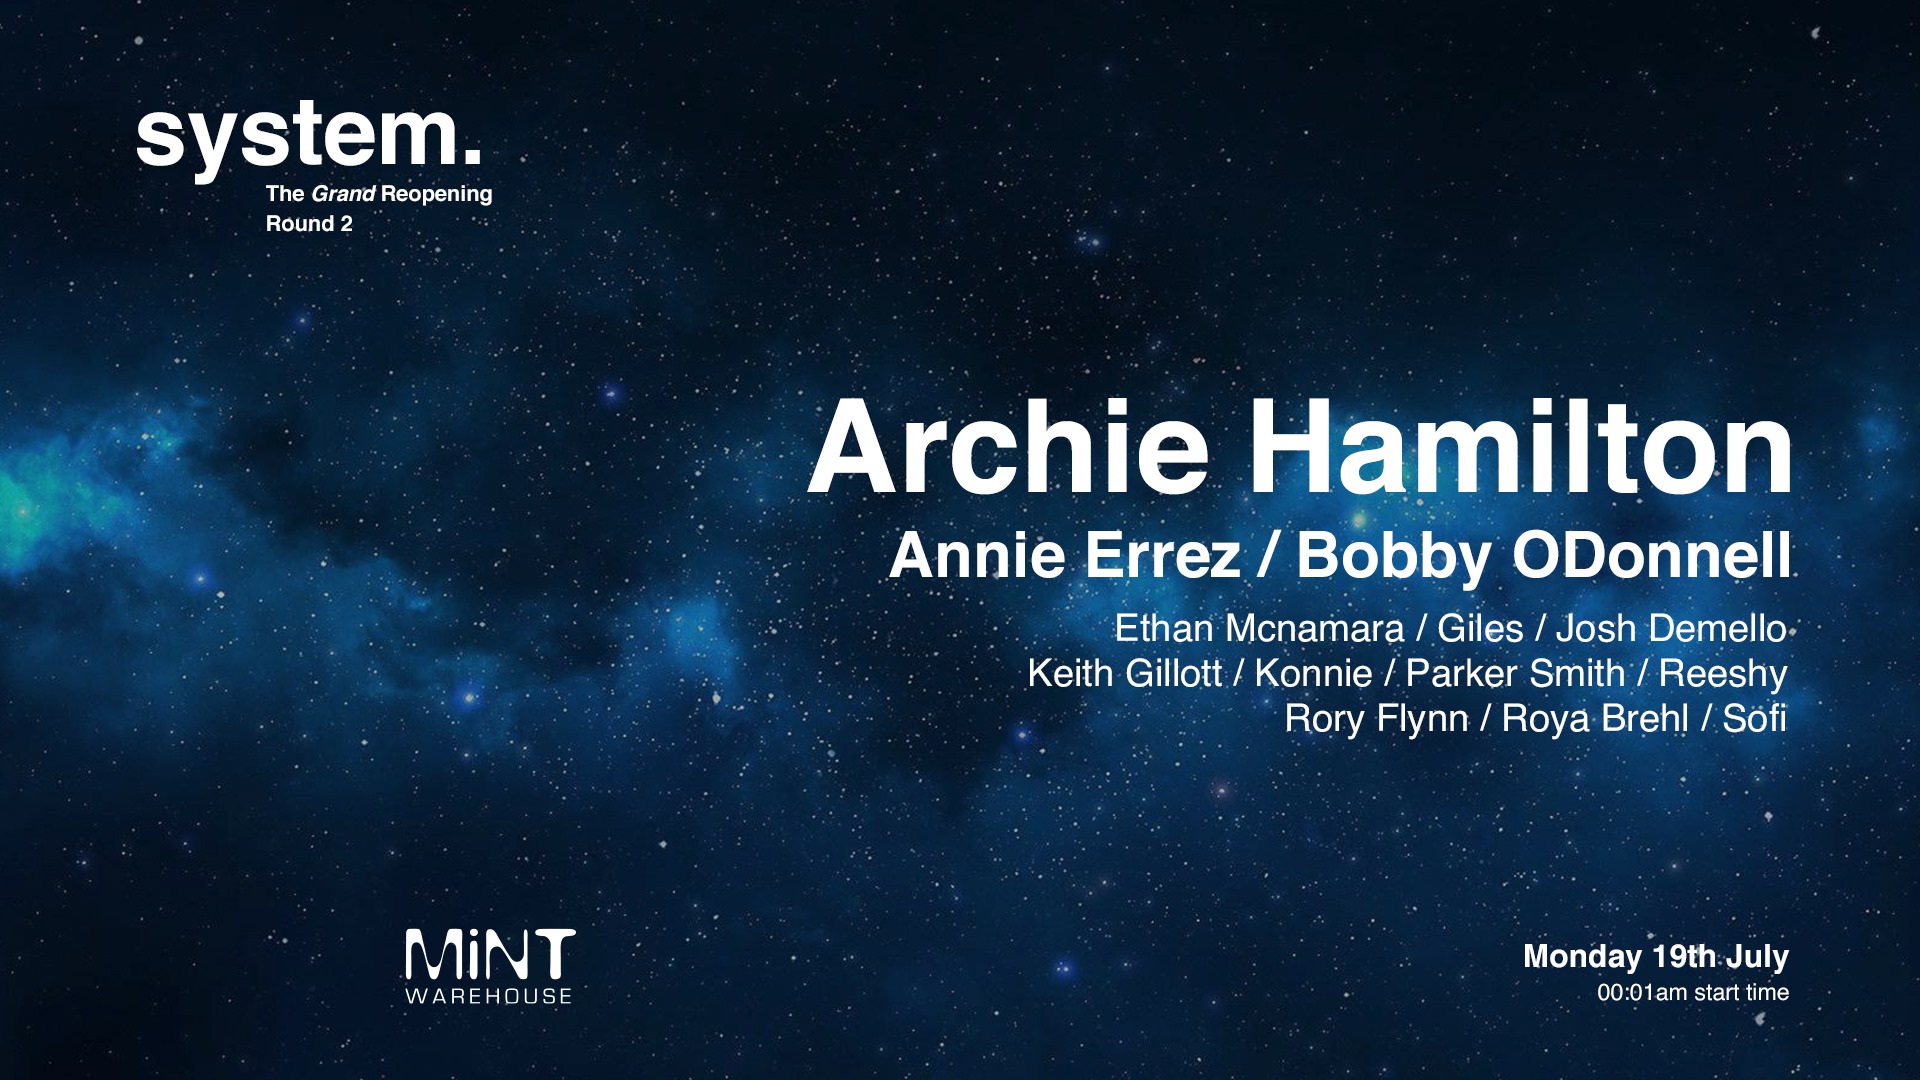 system.
The Grand Reopening
Round 2
Archie Hamilton
Annie Errez / Bobby ODonnell
Ethan Mcnamara / Giles / Josh Demello
Keith Gillott / Konnie / Parker Smith / Reeshy
Rory Flynn / Roya Brehl / Sofi
MiNT
WAREHOUSE
Monday 19th July
00:01am start time